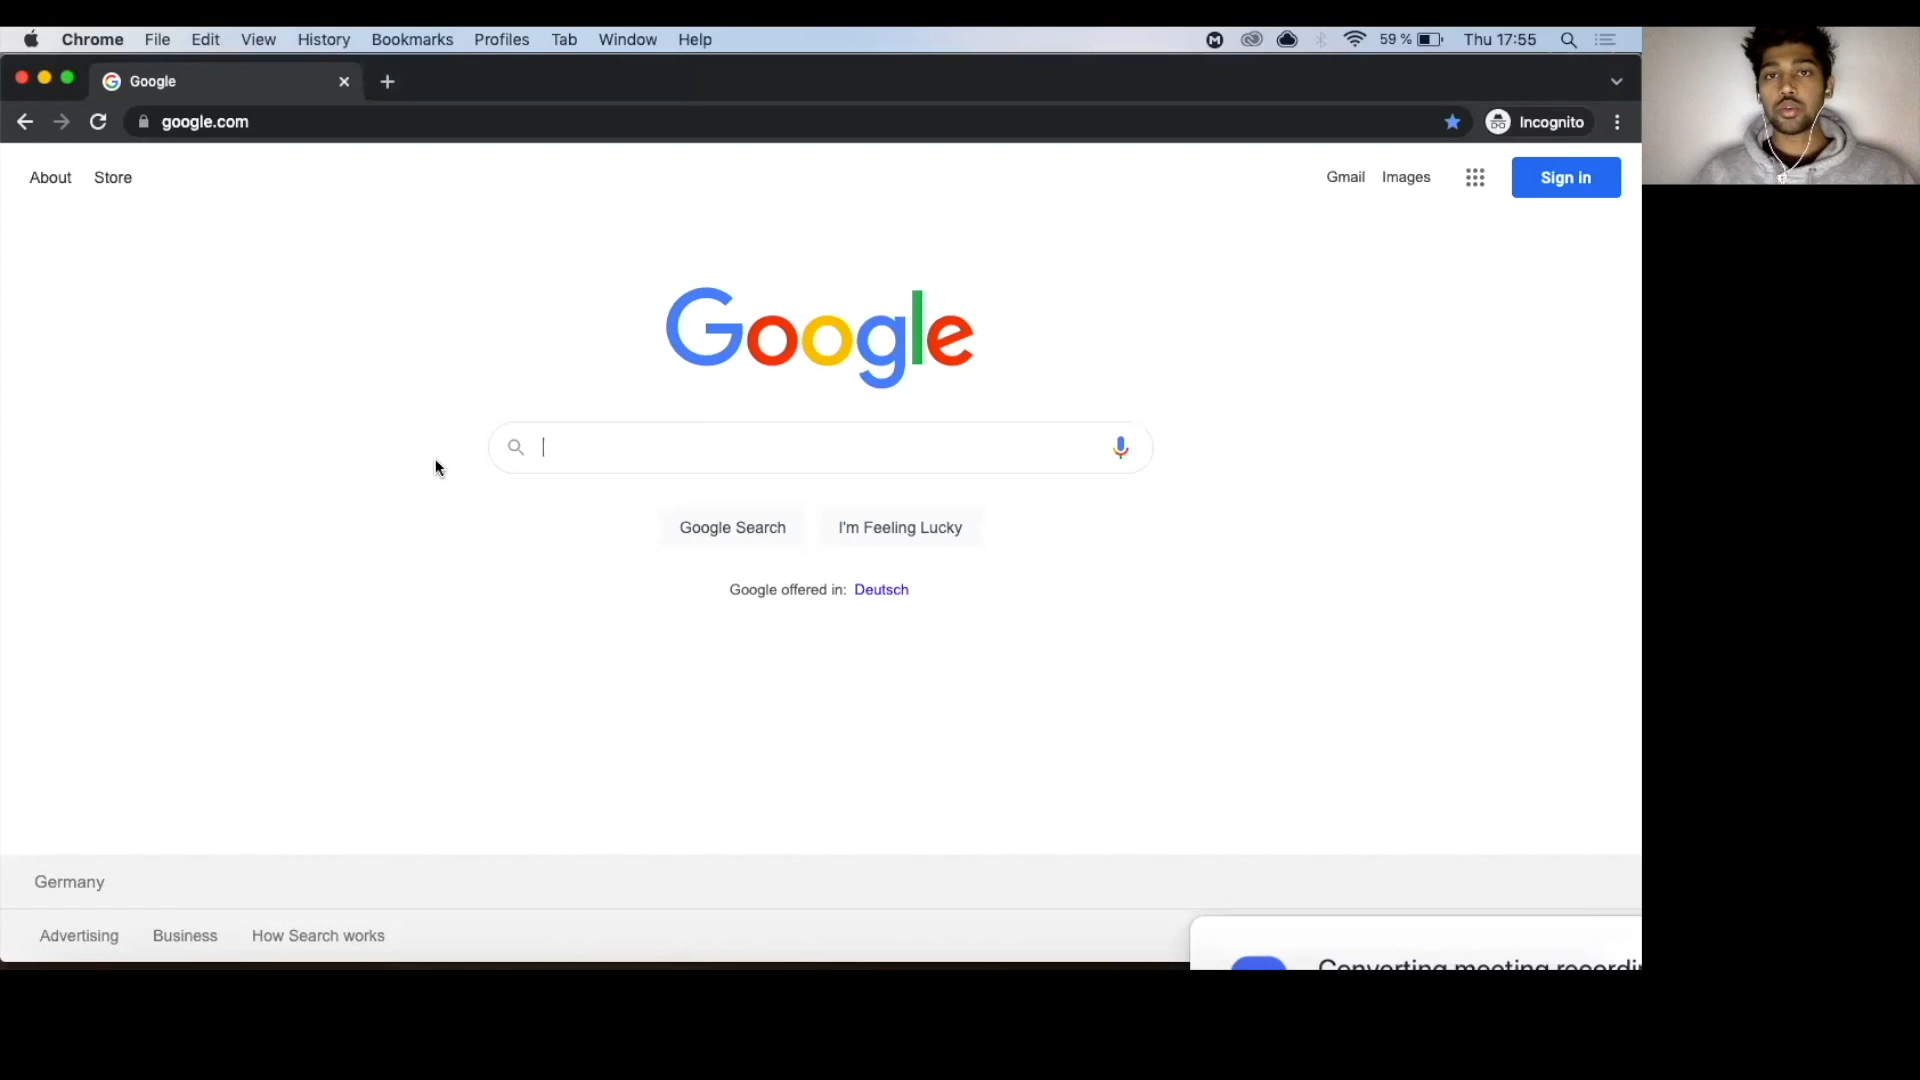 Chrome File Edit View History Bookmarks Profiles Tab Window Help 59 % Thu 17:55
Google
google.com Incognito
About Store Gmail Images Sign in
Google
Google Search I'm Feeling Lucky
Google offered in: Deutsch
Germany
Advertising Business How Search works
Converting meeting